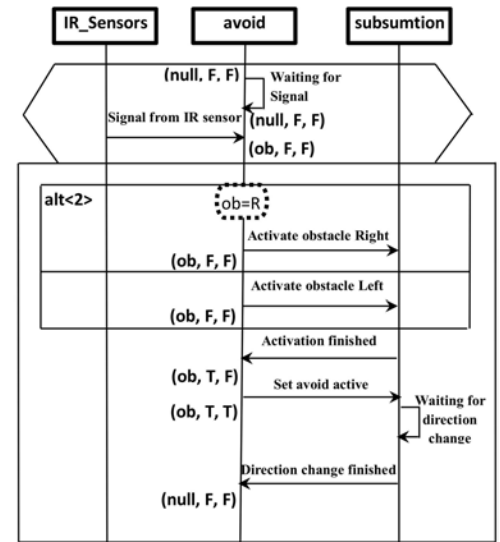 IR_Sensors
avoid
subsumtion
(null, F, F)
Waiting for
Signal
Signal from IR sensor
(null, F, F)
(ob, F, F)
alt<2>
ob=R
Activate obstacle Right
(ob, F, F)
Activate obstacle Left
(ob, F, F)
Activation finished
(ob, T, F)
Set avoid active
Waiting for
direction
change
(ob, T, T)
Direction change finished
(null, F, F)